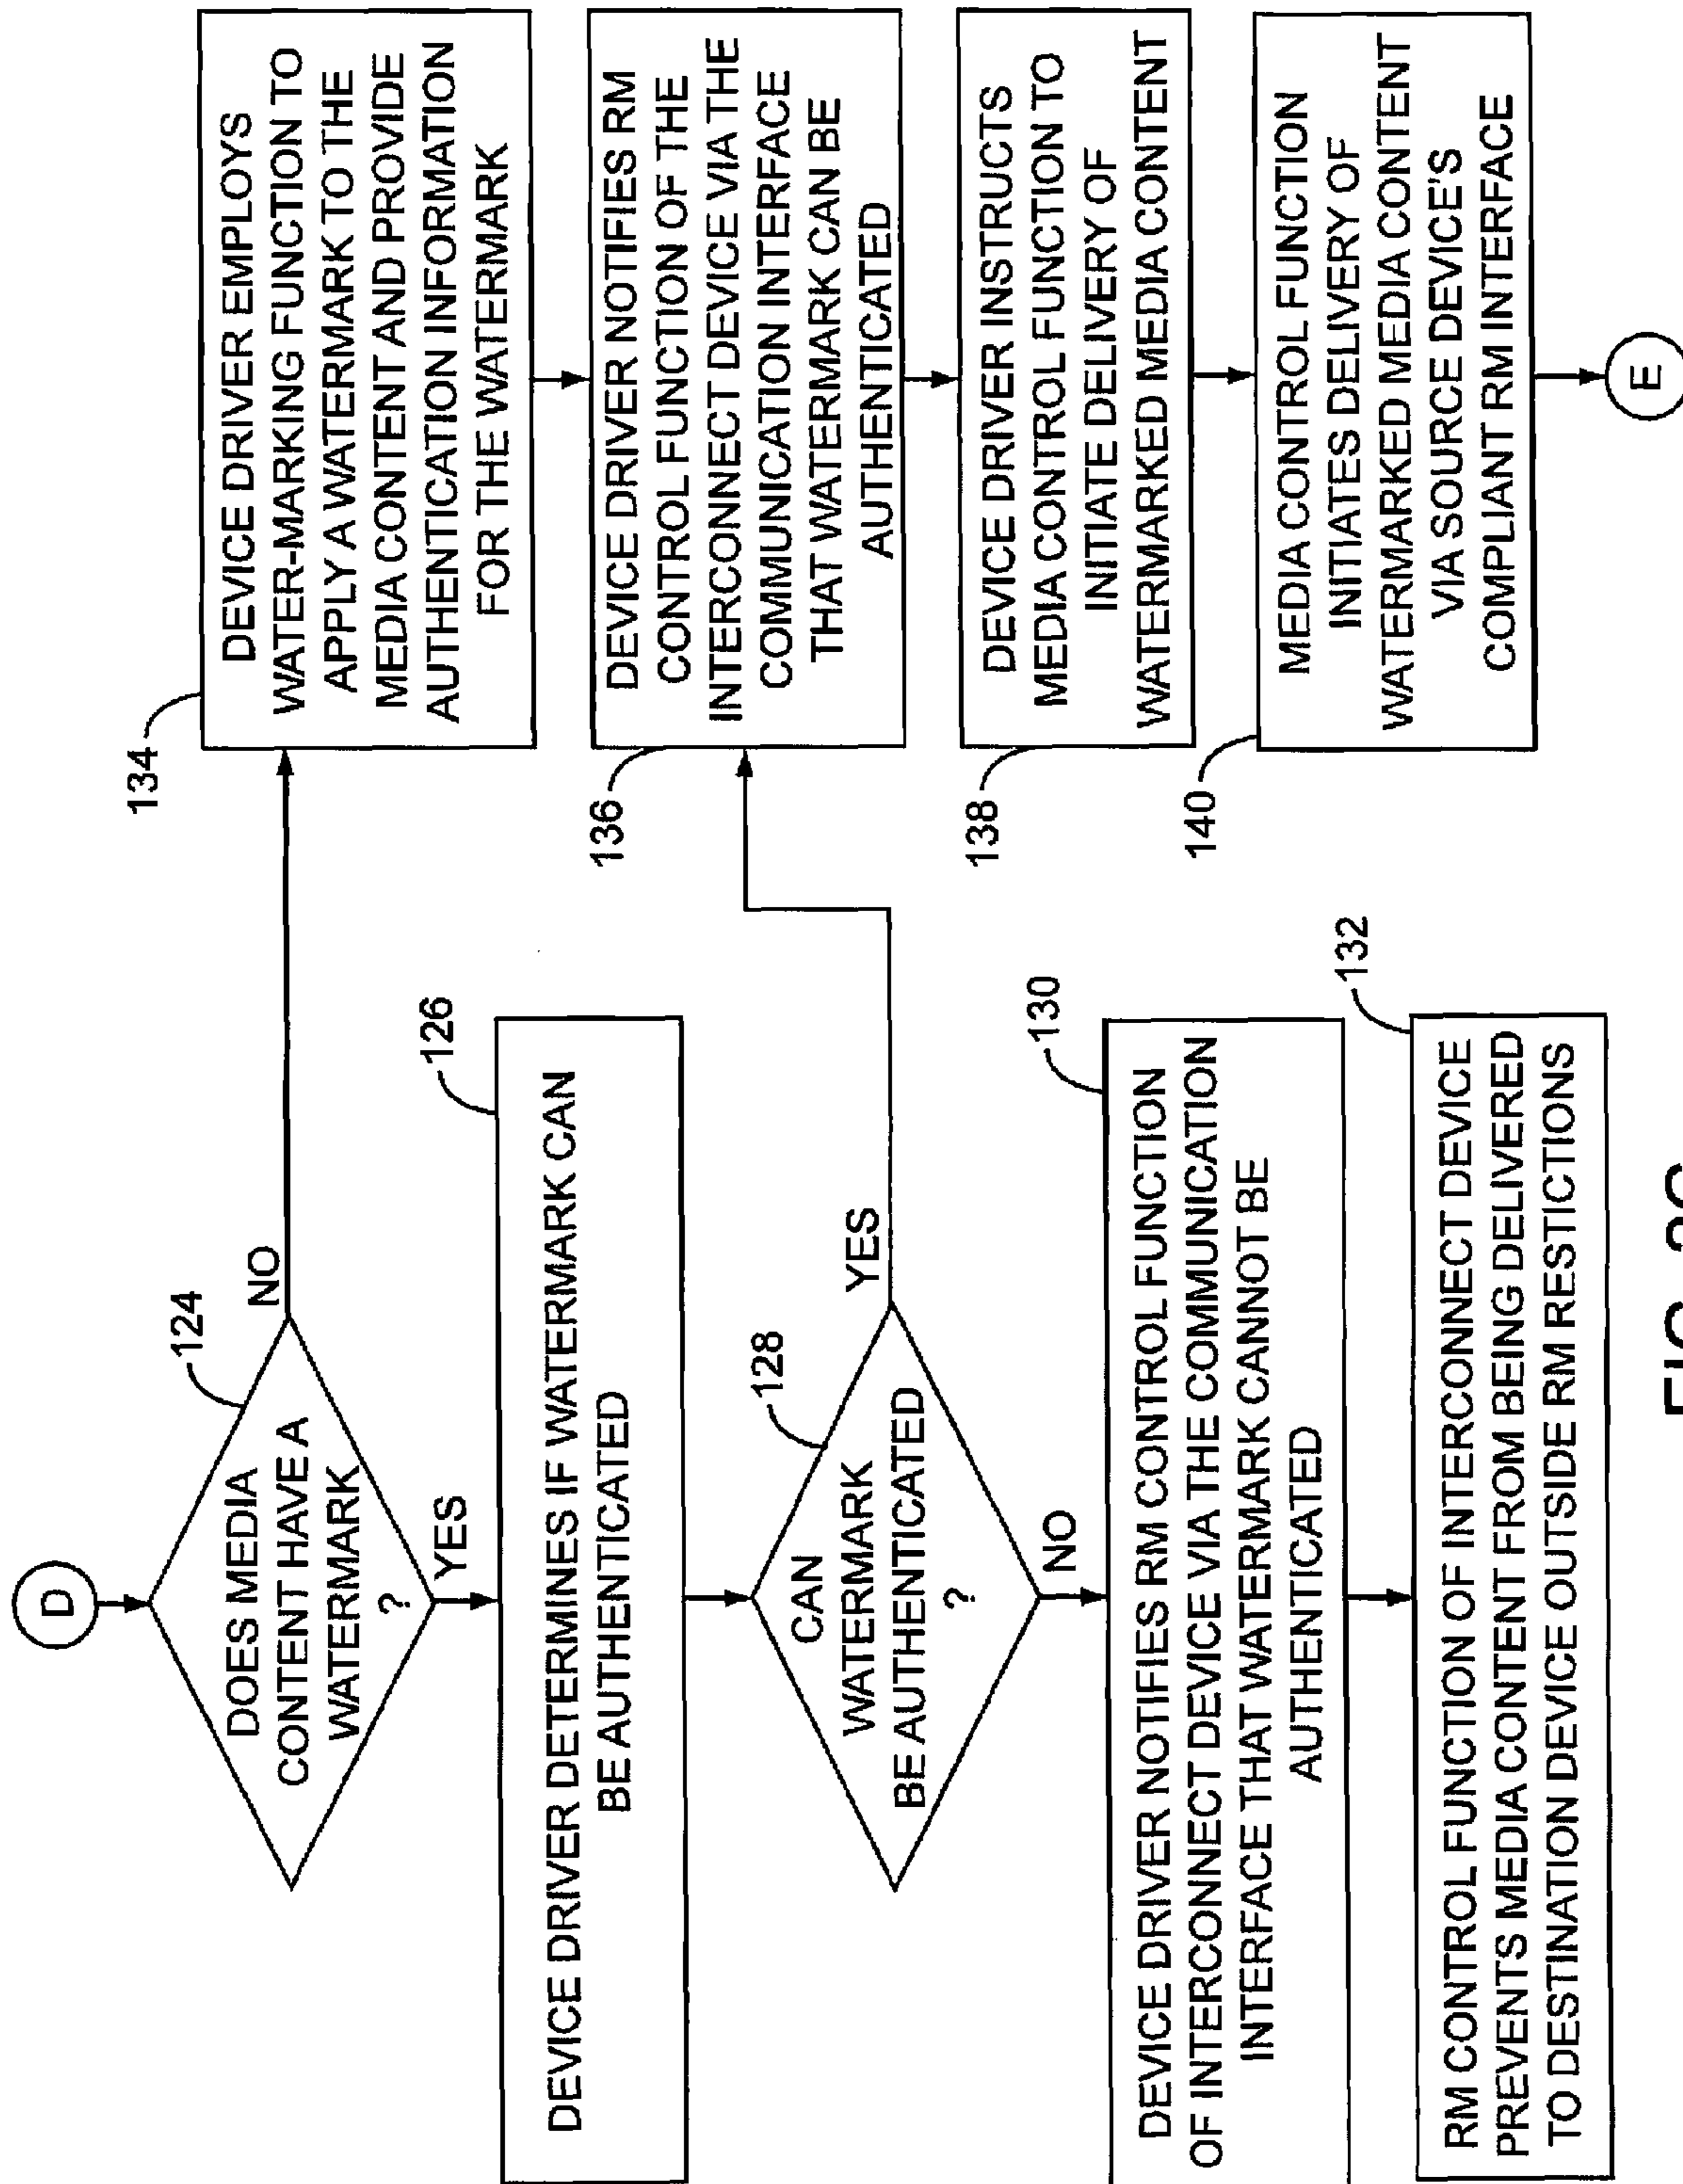 D
124
DOES MEDIA
CONTENT HAVE A
WATERMARK
?
NO
YES
126
DEVICE DRIVER DETERMINES IF WATERMARK CAN
BE AUTHENTICATED
128
CAN
WATERMARK
BE AUTHENTICATED
?
YES
NO
130
DEVICE DRIVER NOTIFIES RM CONTROL FUNCTION
OF INTERCONNECT DEVICE VIA THE COMMUNICATION
INTERFACE THAT WATERMARK CANNOT BE
AUTHENTICATED
132
RM CONTROL FUNCTION OF INTERCONNECT DEVICE
PREVENTS MEDIA CONTENT FROM BEING DELIVERED
TO DESTINATION DEVICE OUTSIDE RM RESTICTIONS
134
DEVICE DRIVER EMPLOYS
WATER-MARKING FUNCTION TO
APPLY A WATERMARK TO THE
MEDIA CONTENT AND PROVIDE
AUTHENTICATION INFORMATION
FOR THE WATERMARK
136
DEVICE DRIVER NOTIFIES RM
CONTROL FUNCTION OF THE
INTERCONNECT DEVICE VIA THE
COMMUNICATION INTERFACE
THAT WATERMARK CAN BE
AUTHENTICATED
138
DEVICE DRIVER INSTRUCTS
MEDIA CONTROL FUNCTION TO
INITIATE DELIVERY OF
WATERMARKED MEDIA CONTENT
140
MEDIA CONTROL FUNCTION
INITIATES DELIVERY OF
WATERMARKED MEDIA CONTENT
VIA SOURCE DEVICE'S
COMPLIANT RM INTERFACE
E